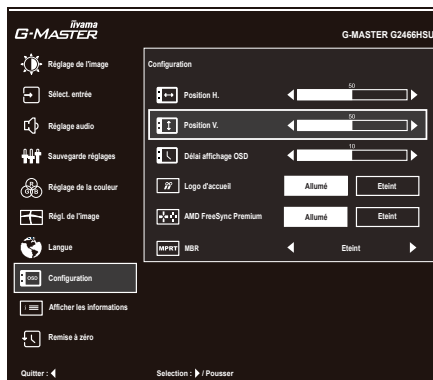 iiyama
G-MASTER
G-MASTER G2466HSU
Réglage de l'image
Sélect. entrée
Réglage audio
Sauvegarde réglages
Réglage de la couleur
Régl. de l'image
Langue
OSD Configuration
Afficher les informations
Remise à zéro
Configuration
Position H. 50
Position V. 50
Délai affichage OSD 10
Logo d'accueil Allumé Eteint
AMD FreeSync Premium Allumé Eteint
MPRT MBR Eteint
Quitter :
Selection : / Pousser